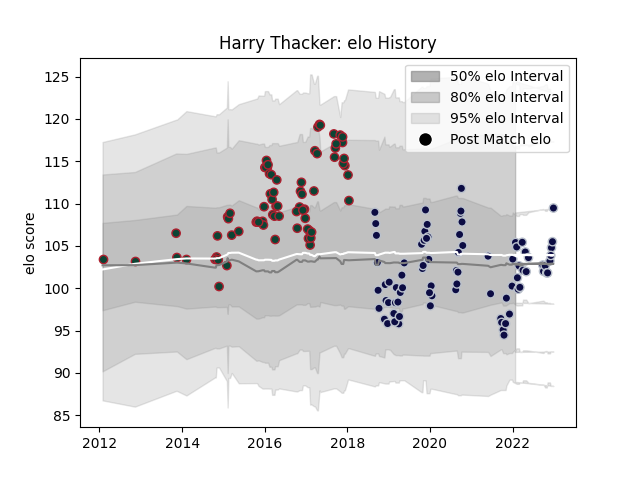 Harry Thacker: elo History
125
120
115
110
105
100
95
90
85
elo score
50% elo Interval
80% elo Interval
95% elo Interval
Post Match elo
2012 2014 2016 2018 2020 2022